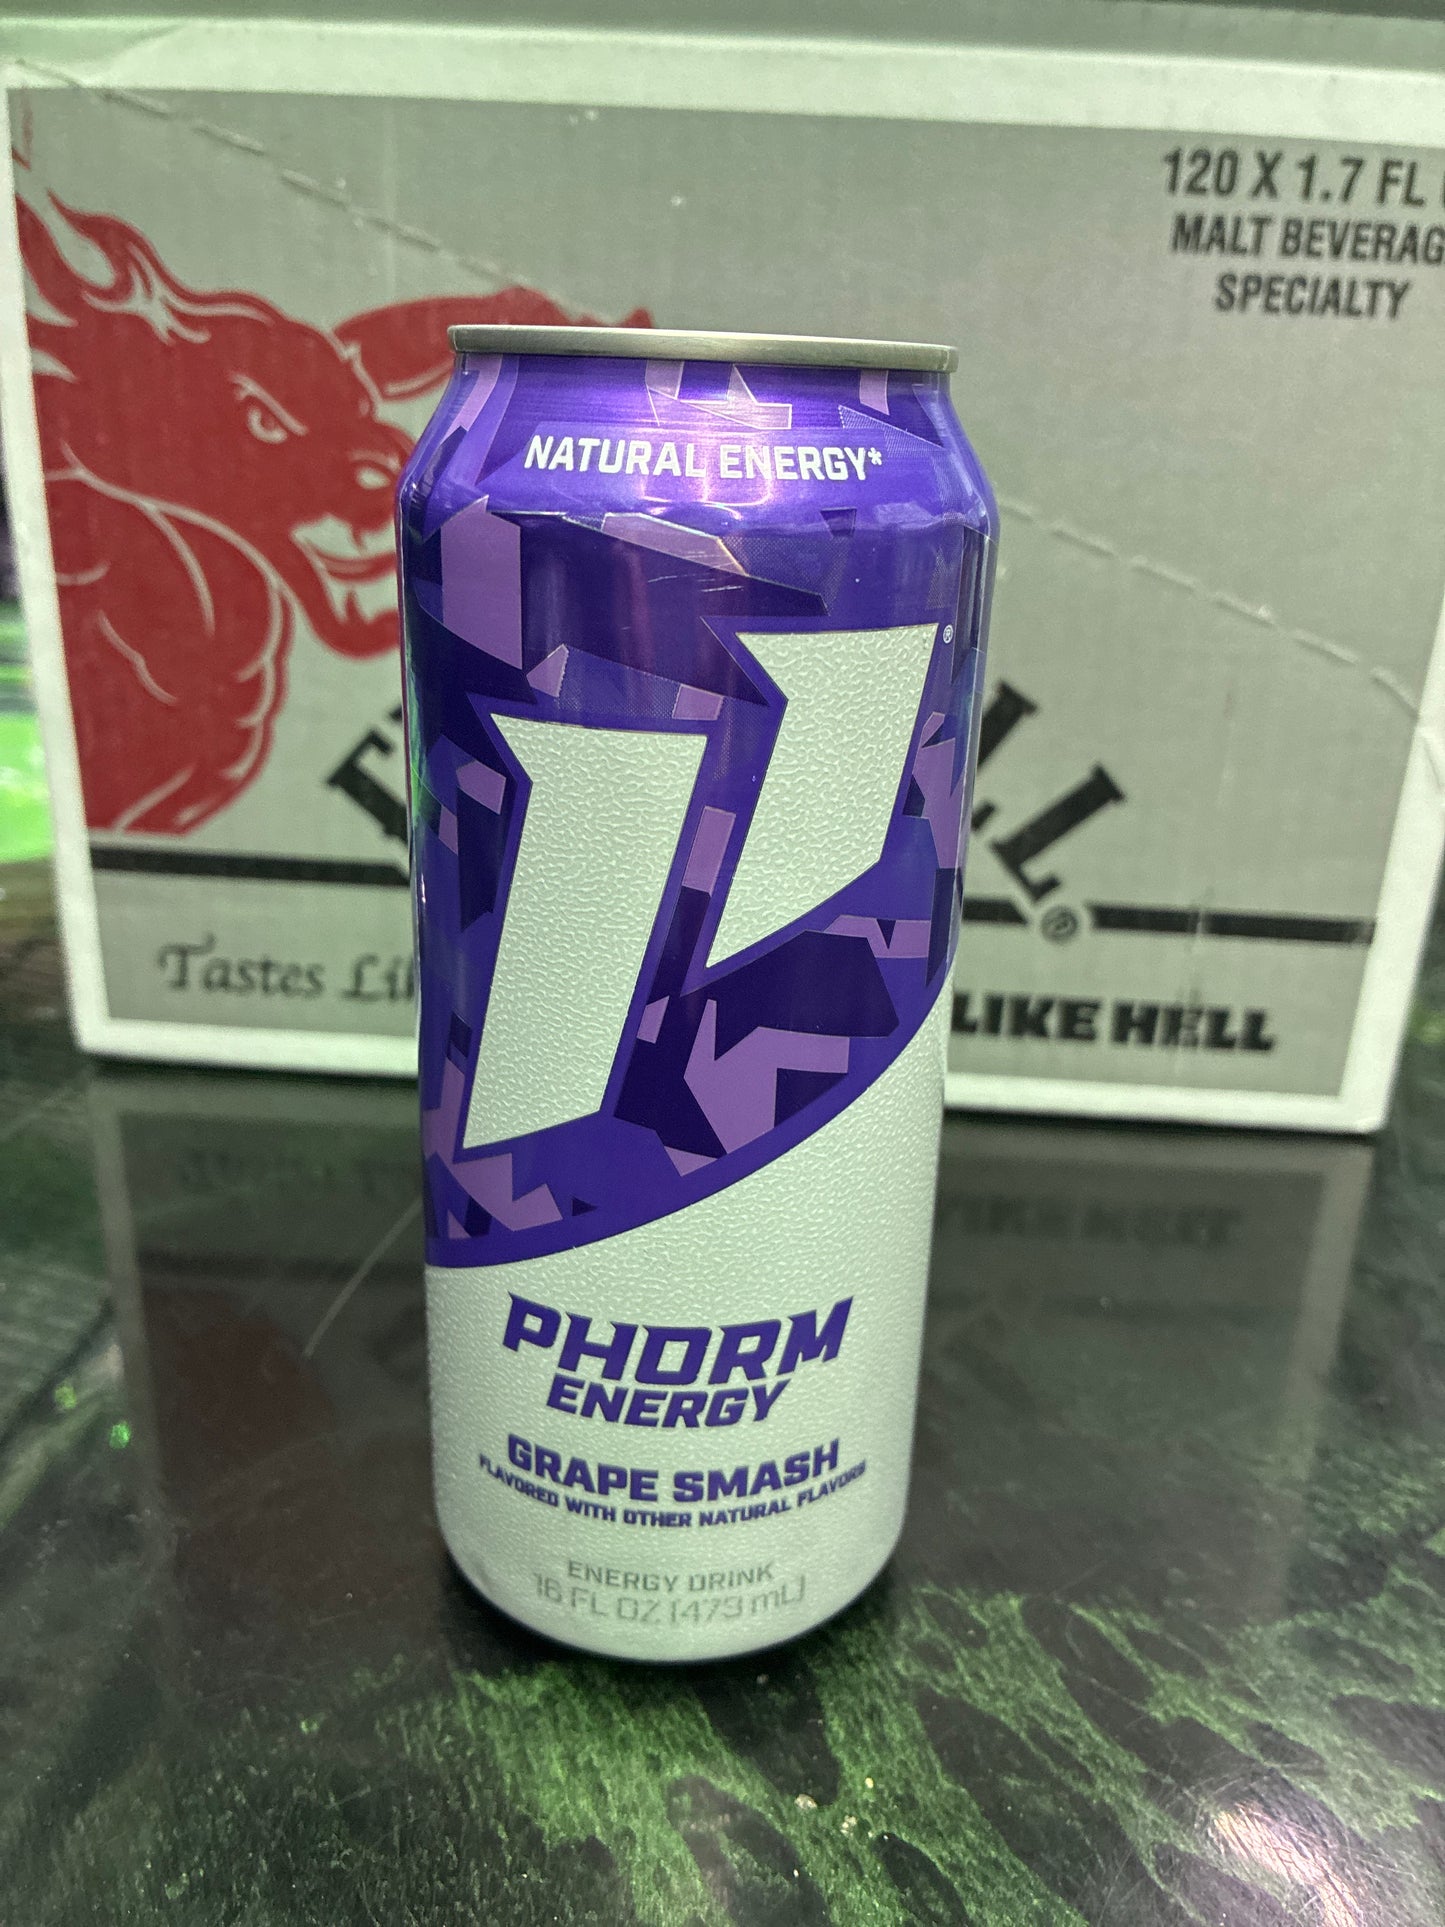 120 X 1.7 FL
MALT BEVERAG
SPECIALTY
NATURAL ENERGY*
®
LL®
Tastes Li
LIKE HELL
PHORM
ENERGY
GRAPE SMASH
FLAVORED WITH OTHER NATURAL FLAVORS
ENERGY DRINK
16 FL OZ (473 mL)